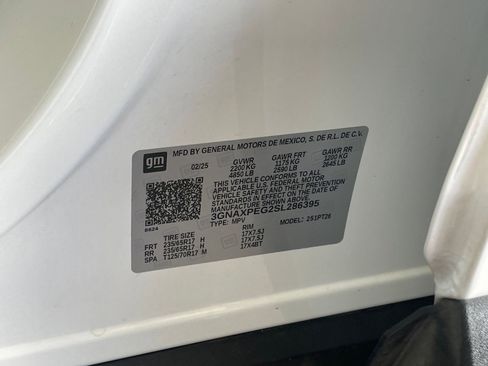 MFD BY GENERAL MOTORS DE MEXICO, S. DE R.L. DE C.V.
gm
02/25 GVWR GAWR FRT GAWR RR
2200 KG 1175 KG 1200 KG
4850 LB 2590 LB 2645 LB
THIS VEHICLE CONFORMS TO ALL
APPLICABLE U.S. FEDERAL MOTOR
VEHICLE SAFETY STANDARDS IN
EFFECT ON THE DATE OF
MANUFACTURE SHOWN ABOVE.
3GNAXPEG2SL286395
TYPE: MPV MODEL: 251PT26
8624
TIRE SIZE RIM
FRT 235/65R17 H 17X7.5J
RR 235/65R17 H 17X7.5J
SPA T125/70R17 M 17X4BT